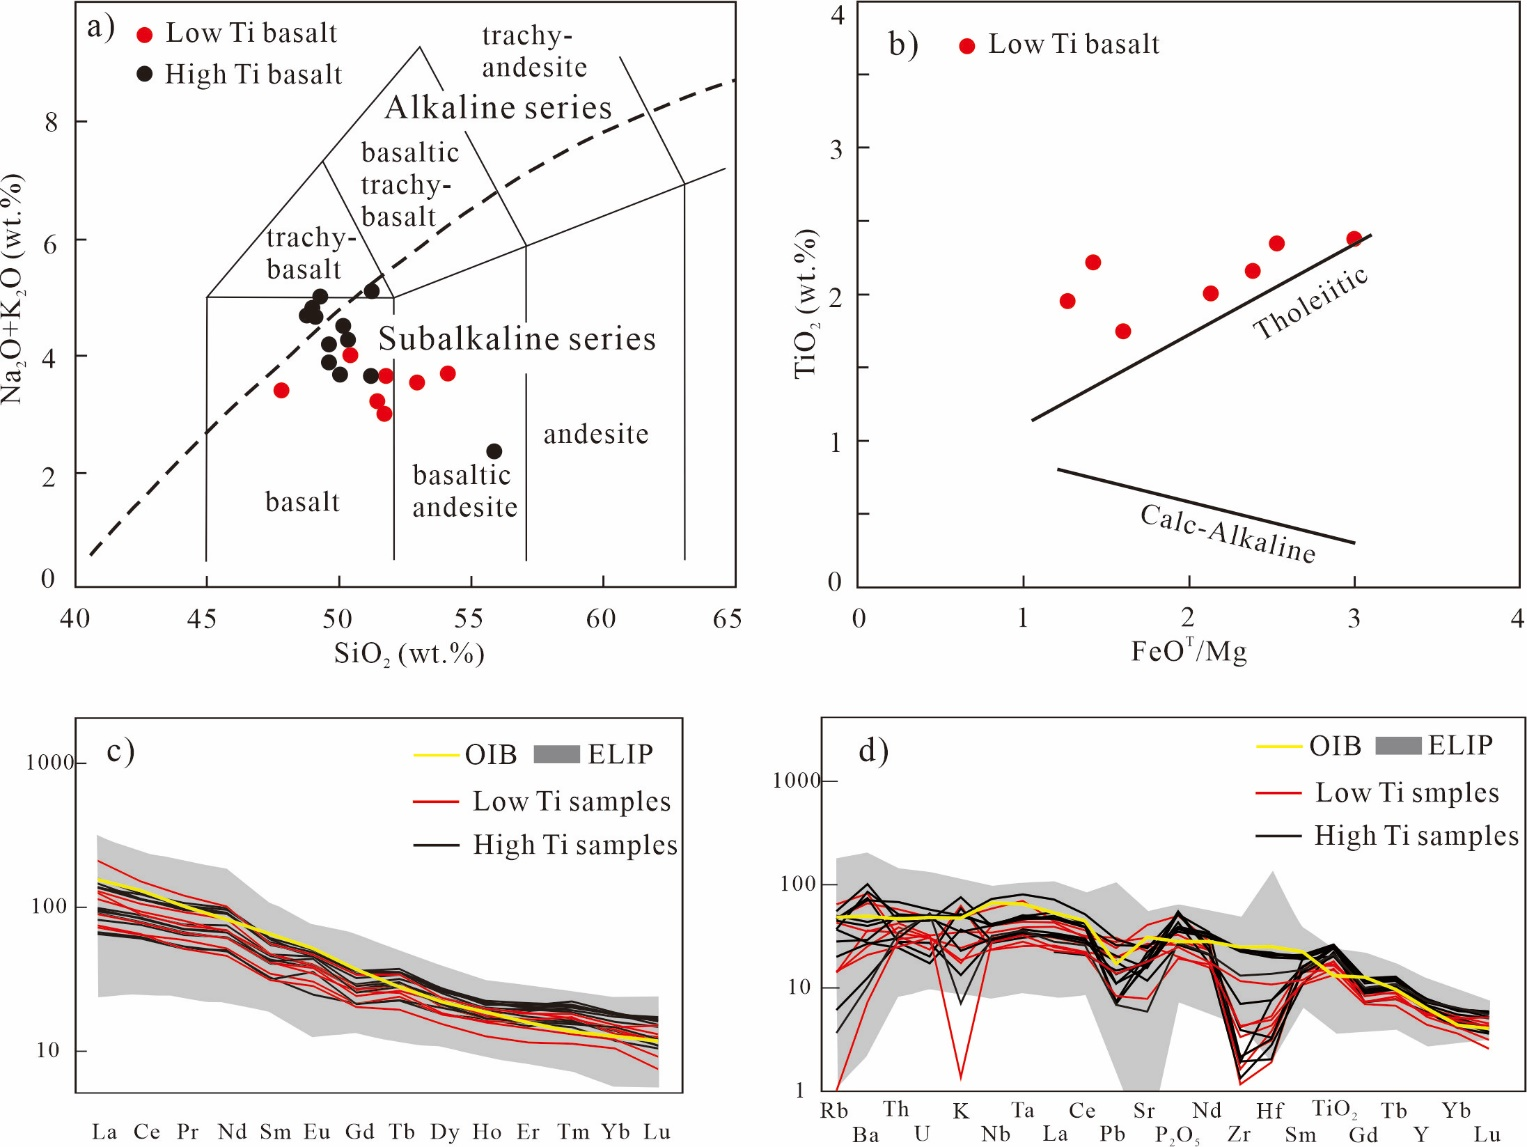 a)
Low Ti basalt
High Ti basalt
trachy-
andesite
Alkaline series
basaltic
trachy-
basalt
trachy-
basalt
Subalkaline series
andesite
basaltic
andesite
basalt
8
6
4
2
0
40 45 50 55 60 65
Na₂O+K₂O (wt.%)
SiO₂ (wt.%)
b)
Low Ti basalt
Tholeiitic
Calc-Alkaline
4
3
2
1
0
0 1 2 3 4
TiO₂ (wt.%)
FeOᵀ/Mg
c)
OIB ELIP
Low Ti samples
High Ti samples
1000
100
10
La Ce Pr Nd Sm Eu Gd Tb Dy Ho Er Tm Yb Lu
d)
OIB ELIP
Low Ti smples
High Ti samples
1000
100
10
1
Rb Th K Ta Ce Sr Nd Hf TiO₂ Tb Yb
Ba U Nb La Pb P₂O₅ Zr Sm Gd Y Lu